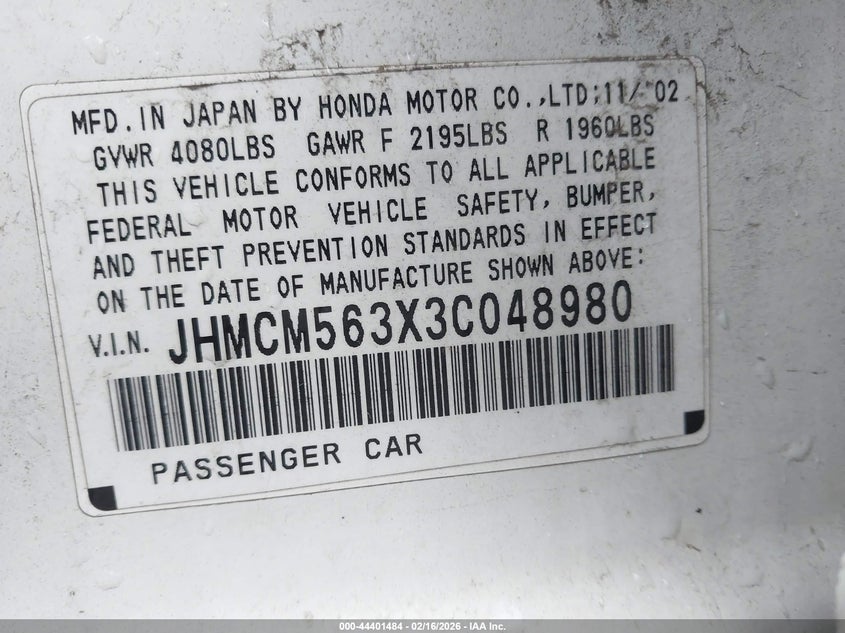 MFD.IN JAPAN BY HONDA MOTOR CO.,LTD;11/'02
GVWR 4080LBS GAWR F 2195LBS R 1960LBS
THIS VEHICLE CONFORMS TO ALL APPLICABLE
FEDERAL MOTOR VEHICLE SAFETY, BUMPER,
AND THEFT PREVENTION STANDARDS IN EFFECT
ON THE DATE OF MANUFACTURE SHOWN ABOVE:
V.I.N. JHMCM563X3C048980
PASSENGER CAR
000-44401484 - 02/16/2026 - IAA Inc.